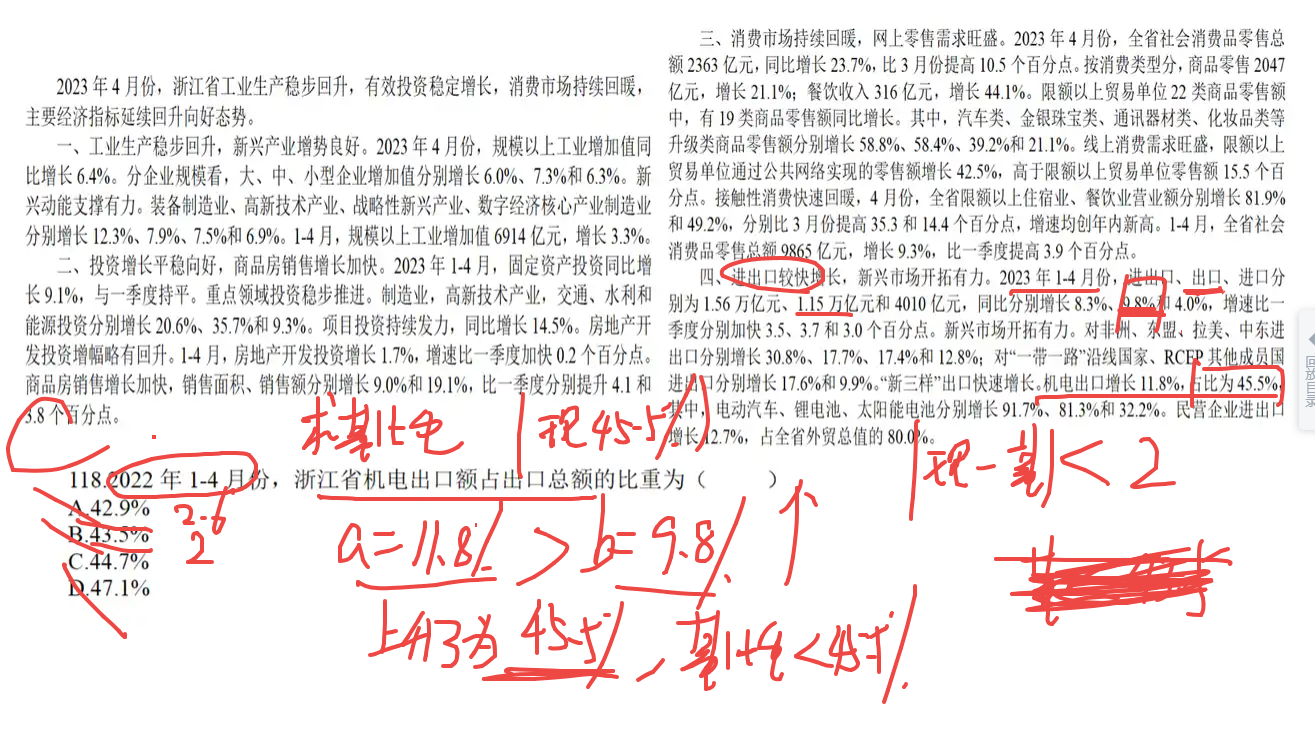 2023 年 4 月份，浙江省工业生产稳步回升，有效投资稳定增长，消费市场持续回暖，
主要经济指标延续回升向好态势。
一、工业生产稳步回升，新兴产业增势良好。2023 年 4 月份，规模以上工业增加值同
比增长 6.4%。分企业规模看，大、中、小型企业增加值分别增长 6.0%、7.3%和 6.3%。新
兴动能支撑有力。装备制造业、高新技术产业、战略性新兴产业、数字经济核心产业制造业
分别增长 12.3%、7.9%、7.5%和 6.9%。1-4 月，规模以上工业增加值 6914 亿元，增长 3.3%。
二、投资增长平稳向好，商品房销售增长加快。2023 年 1-4 月，固定资产投资同比增
长 9.1%，与一季度持平。重点领域投资稳步推进。制造业，高新技术产业，交通、水利和
能源投资分别增长 20.6%、35.7%和 9.3%。项目投资持续发力，同比增长 14.5%。房地产开
发投资增幅略有回升。1-4 月，房地产开发投资增长 1.7%，增速比一季度加快 0.2 个百分点。
商品房销售增长加快，销售面积、销售额分别增长 9.0%和 19.1%，比一季度分别提升 4.1 和
3.8 个百分点。
三、消费市场持续回暖，网上零售需求旺盛。2023 年 4 月份，全省社会消费品零售总
额 2363 亿元，同比增长 23.7%，比 3 月份提高 10.5 个百分点。按消费类型分，商品零售 2047
亿元，增长 21.1%；餐饮收入 316 亿元，增长 44.1%。限额以上贸易单位 22 类商品零售额
中，有 19 类商品零售额同比增长。其中，汽车类、金银珠宝类、通讯器材类、化妆品类等
升级类商品零售额分别增长 58.8%、58.4%、39.2%和 21.1%。线上消费需求旺盛，限额以上
贸易单位通过公共网络实现的零售额增长 42.5%，高于限额以上贸易单位零售额 15.5 个百
分点。接触性消费快速回暖，4 月份，全省限额以上住宿业、餐饮业营业额分别增长 81.9%
和 49.2%，分别比 3 月份提高 35.3 和 14.4 个百分点，增速均创年内新高。1-4 月，全省社会
消费品零售总额 9865 亿元，增长 9.3%，比一季度提高 3.9 个百分点。
四、进出口较快增长，新兴市场开拓有力。2023 年 1-4 月份，进出口、出口、进口分
别为 1.56 万亿元、1.15 万亿元和 4010 亿元，同比分别增长 8.3%、9.8%和 4.0%，增速比一
季度分别加快 3.5、3.7 和 3.0 个百分点。新兴市场开拓有力。对非洲、东盟、拉美、中东进
出口分别增长 30.8%、17.7%、17.4%和 12.8%；对“一带一路”沿线国家、RCEP 其他成员国
进出口分别增长 17.6%和 9.9%。“新三样”出口快速增长。机电出口增长 11.8%，占比为 45.5%，
其中，电动汽车、锂电池、太阳能电池分别增长 91.7%、81.3%和 32.2%。民营企业进出口
增长 12.7%，占全省外贸总值的 80.0%。
求基比重 现45.5%
|现-基|<2
118.2022 年 1-4 月份，浙江省机电出口额占出口总额的比重为（ ）
A.42.9%
B.43.5%
C.44.7%
D.47.1%
2.6
2
a=11.8% > b=9.8% ↑
上升了为45.5%，基比重<45.5%.